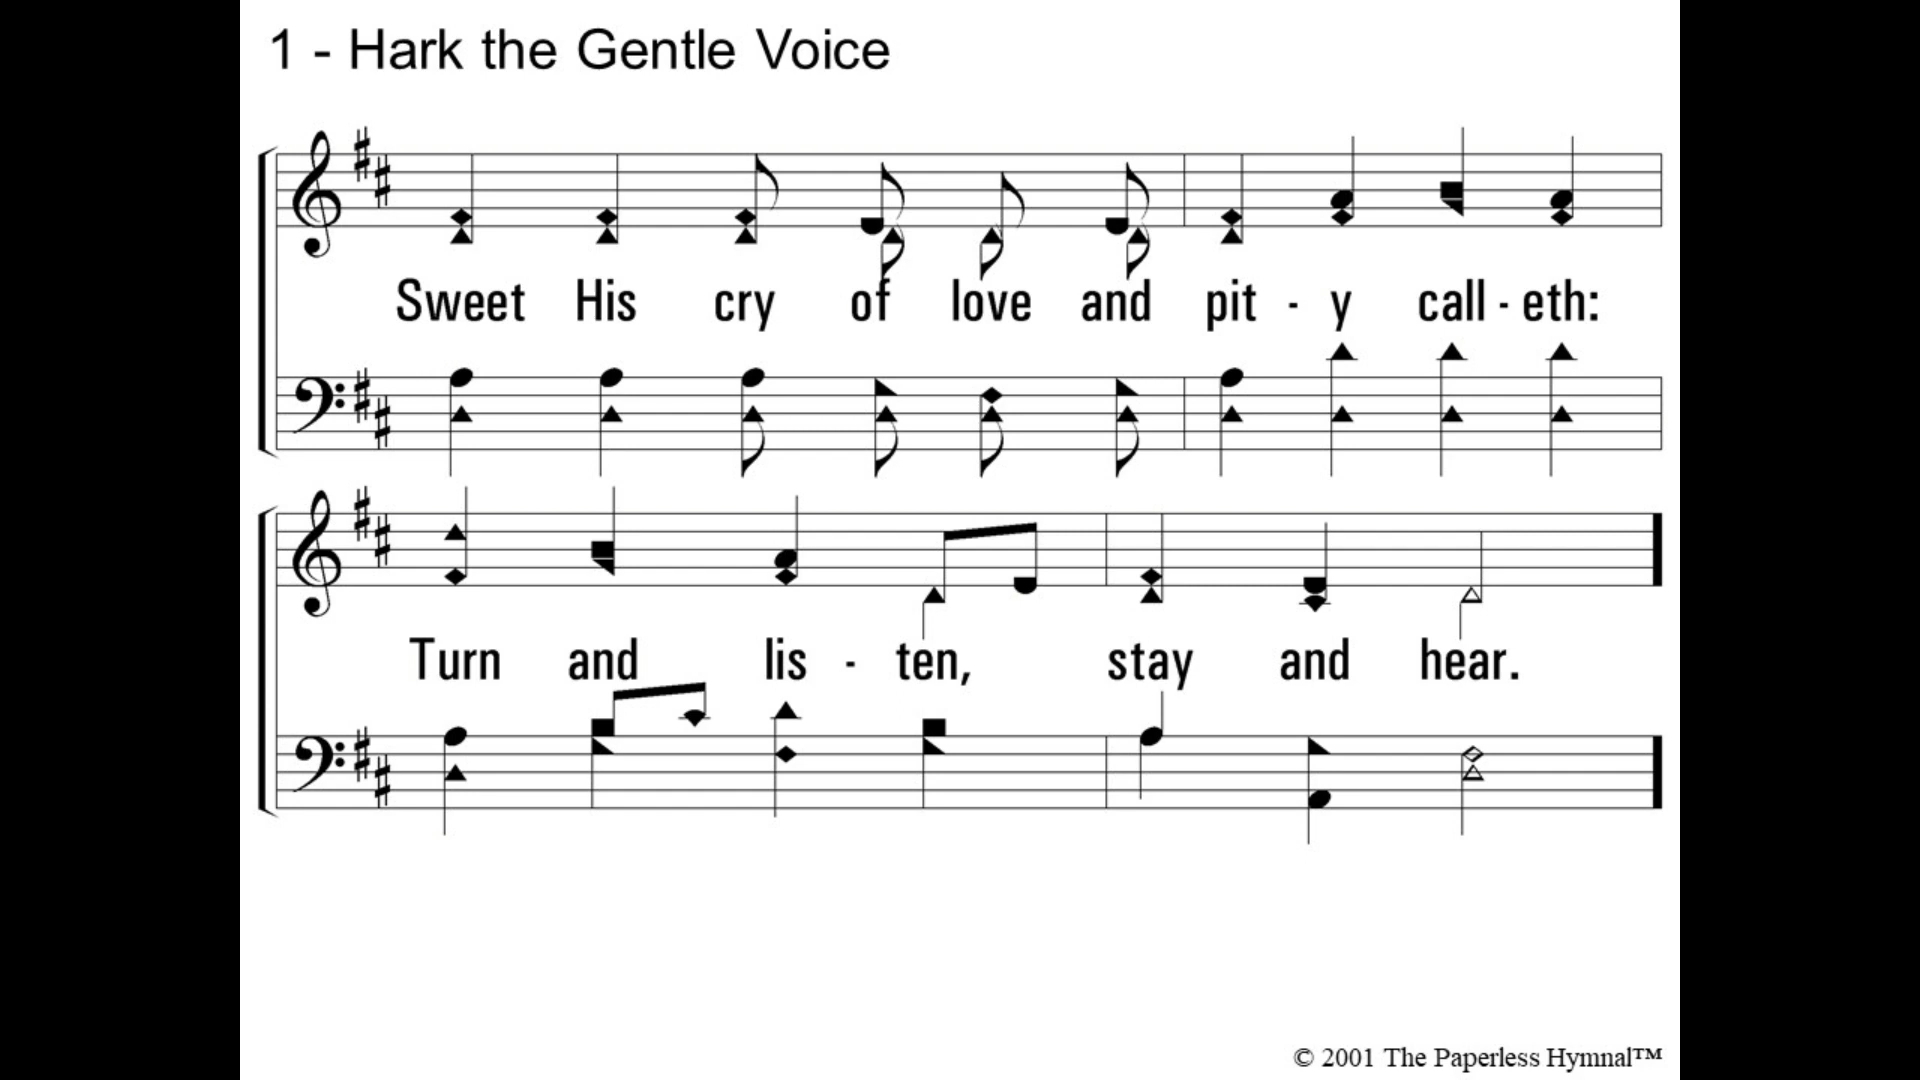 1 - Hark the Gentle Voice
Sweet His cry of love and pit - y call - eth:
Turn and lis - ten, stay and hear.
© 2001 The Paperless Hymnal™